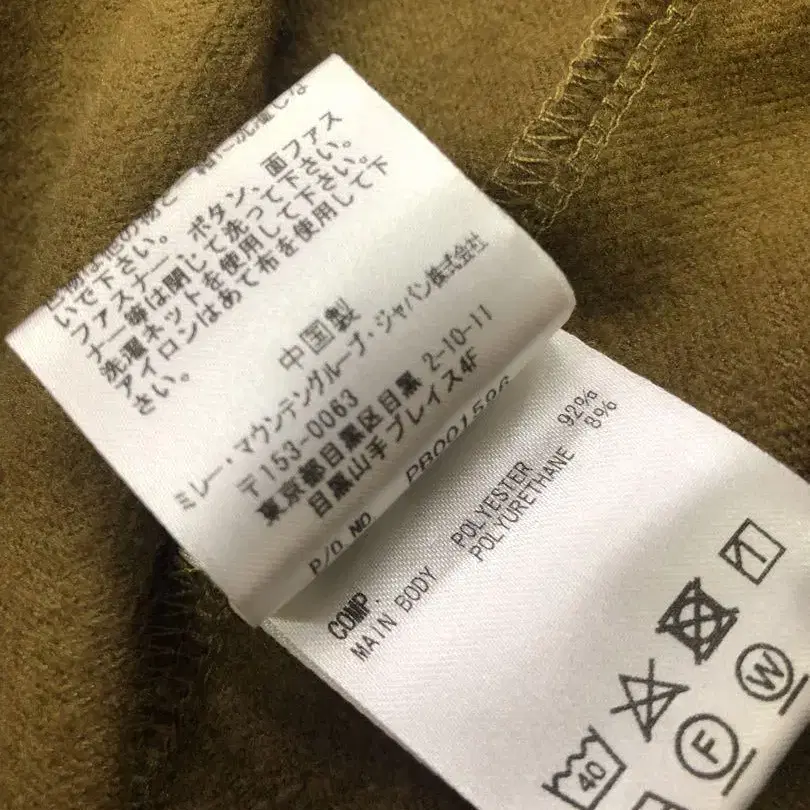 いで下さい。ボタン、面ファス
ファスナー、
ナー等は閉じて洗って下さい。
洗濯ネットを使用して下さい。
アイロンはあて布を使用して下
さい。
中国製
ミレー・マウンテングループ・ジャパン株式会社
〒153-0063
東京都目黒区目黒 2-10-11
目黒山手プレイス4F
P/O NO
COMP.
MAIN BODY POLYESTER 92%
POLYURETHANE 8%
40
F
W